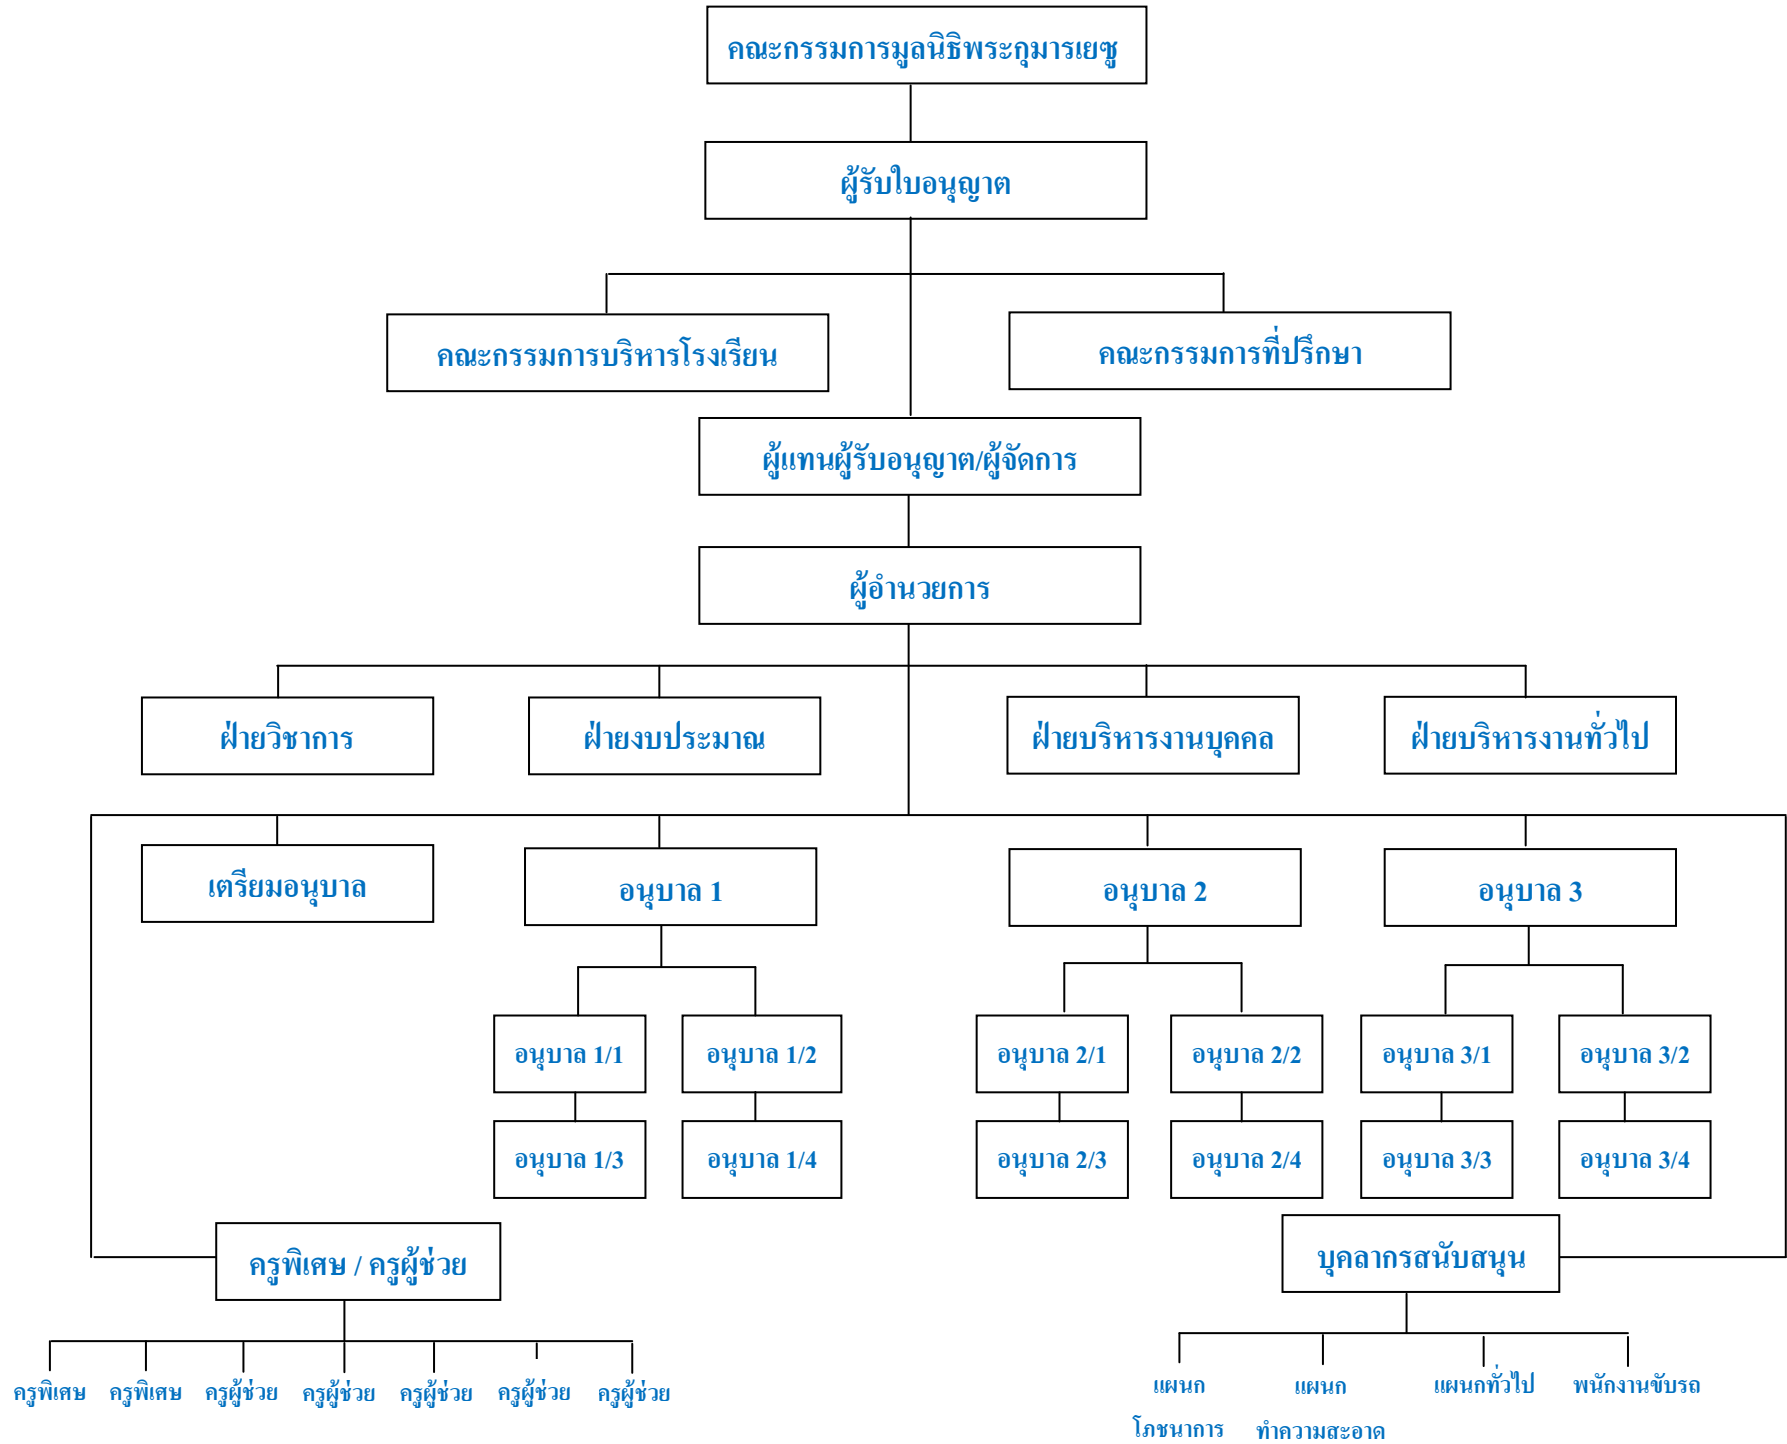 คณะกรรมการมูลนิธิพระกุมารเยซู
ผู้รับใบอนุญาต
คณะกรรมการบริหารโรงเรียน
คณะกรรมการที่ปรึกษา
ผู้แทนผู้รับอนุญาต/ผู้จัดการ
ผู้อำนวยการ
ฝ่ายวิชาการ
ฝ่ายงบประมาณ
ฝ่ายบริหารงานบุคคล
ฝ่ายบริหารงานทั่วไป
เตรียมอนุบาล
อนุบาล 1
อนุบาล 2
อนุบาล 3
อนุบาล 1/1
อนุบาล 1/2
อนุบาล 2/1
อนุบาล 2/2
อนุบาล 3/1
อนุบาล 3/2
อนุบาล 1/3
อนุบาล 1/4
อนุบาล 2/3
อนุบาล 2/4
อนุบาล 3/3
อนุบาล 3/4
ครูพิเศษ / ครูผู้ช่วย
บุคลากรสนับสนุน
ครูพิเศษ
ครูพิเศษ
ครูผู้ช่วย
ครูผู้ช่วย
ครูผู้ช่วย
ครูผู้ช่วย
ครูผู้ช่วย
แผนก
โภชนาการ
แผนก
ทำความสะอาด
แผนกทั่วไป
พนักงานขับรถ